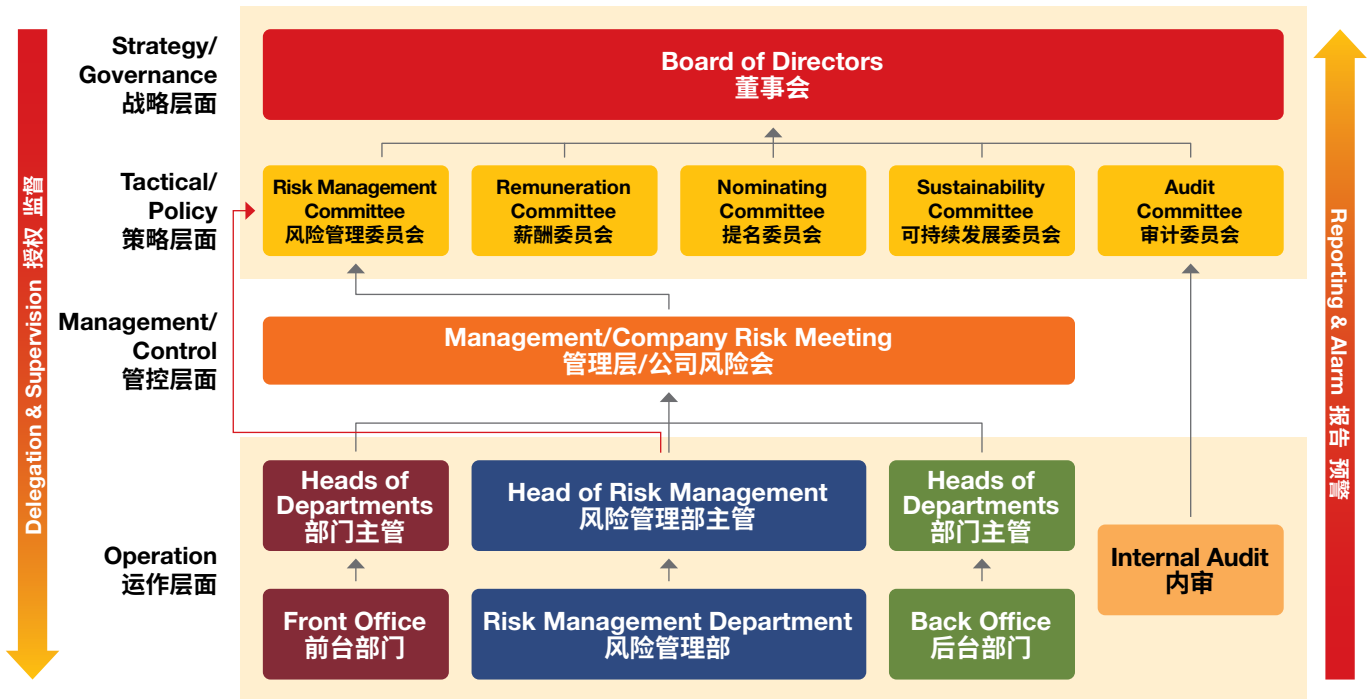 Strategy/
Governance
战略层面
Board of Directors
董事会
Tactical/
Policy
策略层面
Risk Management
Committee
风险管理委员会
Remuneration
Committee
薪酬委员会
Nominating
Committee
提名委员会
Sustainability
Committee
可持续发展委员会
Audit
Committee
审计委员会
Management/
Control
管控层面
Management/Company Risk Meeting
管理层/公司风险会
Operation
运作层面
Heads of
Departments
部门主管
Head of Risk Management
风险管理部主管
Heads of
Departments
部门主管
Internal Audit
内审
Front Office
前台部门
Risk Management Department
风险管理部
Back Office
后台部门
Delegation & Supervision 授权 监督
Reporting & Alarm 报告 预警